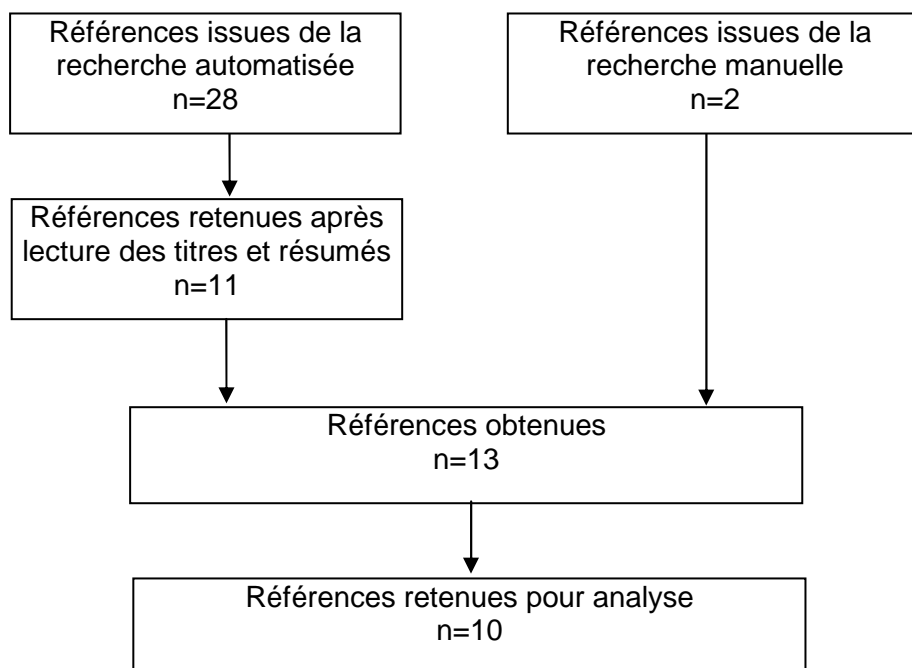 Références issues de la
recherche automatisée
n=28
Références issues de la
recherche manuelle
n=2
Références retenues après
lecture des titres et résumés
n=11
Références obtenues
n=13
Références retenues pour analyse
n=10